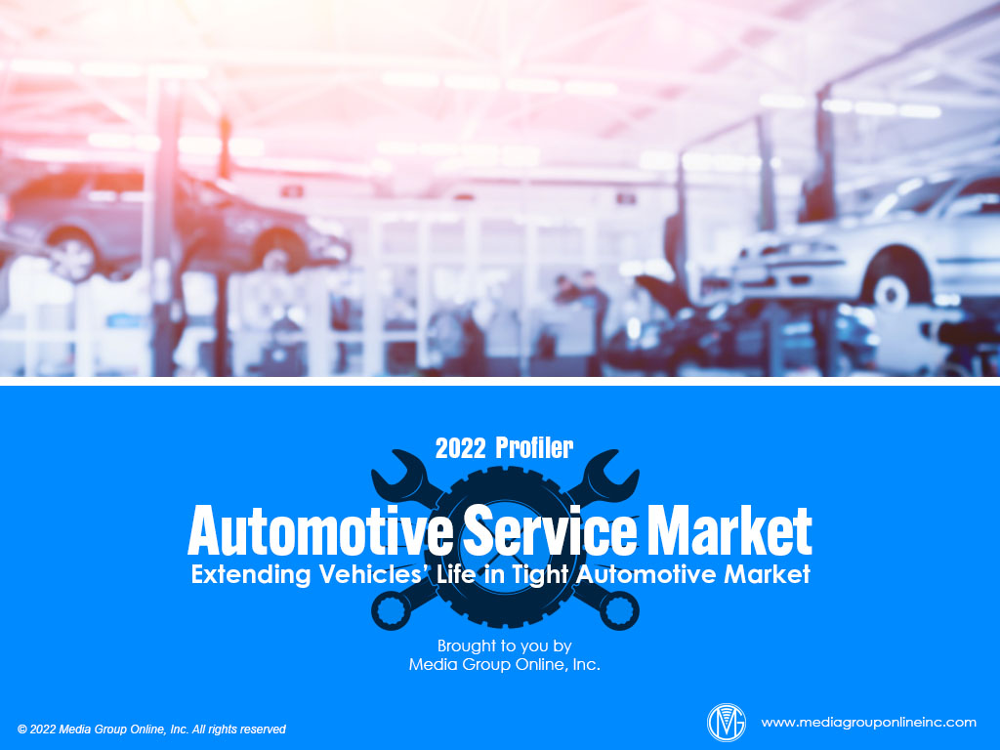 2022 Profiler
Automotive Service Market
Extending Vehicles’ Life in Tight Automotive Market
Brought to you by
Media Group Online, Inc.
© 2022 Media Group Online, Inc. All rights reserved
MG
www.mediagrouponlineinc.com